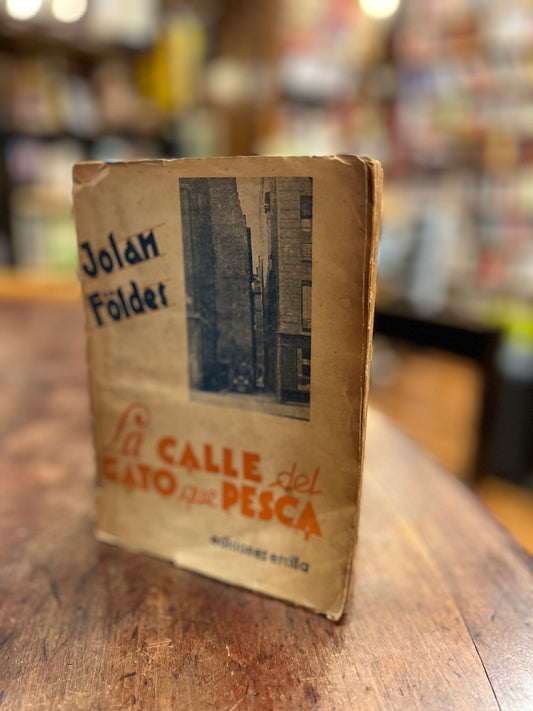 Jolan
Földes
La CALLE del
GATO que PESCA
ediciones ercilla